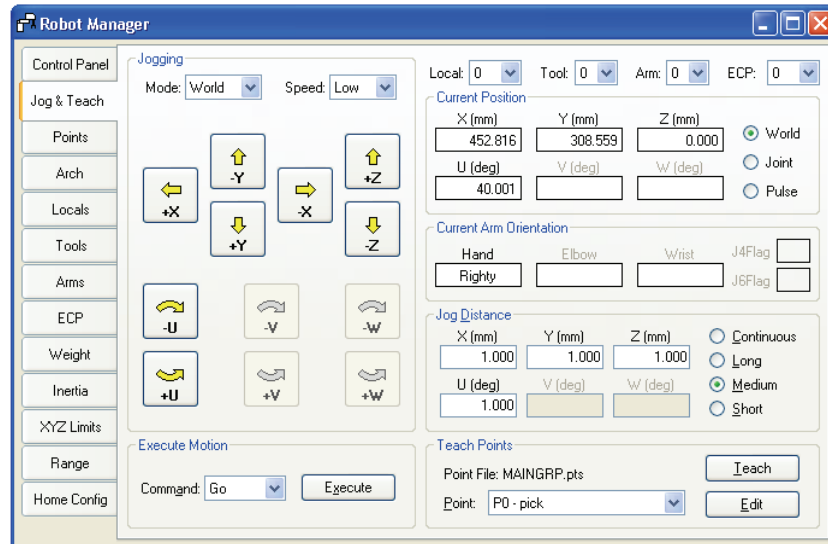 Robot Manager
Control Panel
Jog & Teach
Points
Arch
Locals
Tools
Arms
ECP
Weight
Inertia
XYZ Limits
Range
Home Config
Jogging
Mode: World Speed: Low
+X
-Y
+Y
-X
+Z
-Z
-U
-V
-W
+U
+V
+W
Execute Motion
Command: Go Execute
Local: 0 Tool: 0 Arm: 0 ECP: 0
Current Position
X (mm) Y (mm) Z (mm)
452.816 308.559 0.000
U (deg) V (deg) W (deg)
40.001
World
Joint
Pulse
Current Arm Orientation
Hand Elbow Wrist
Righty
J4Flag
J6Flag
Jog Distance
X (mm) Y (mm) Z (mm)
1.000 1.000 1.000
U (deg) V (deg) W (deg)
1.000
Continuous
Long
Medium
Short
Teach Points
Point File: MAINGRP.pts
Point: P0 - pick
Teach
Edit